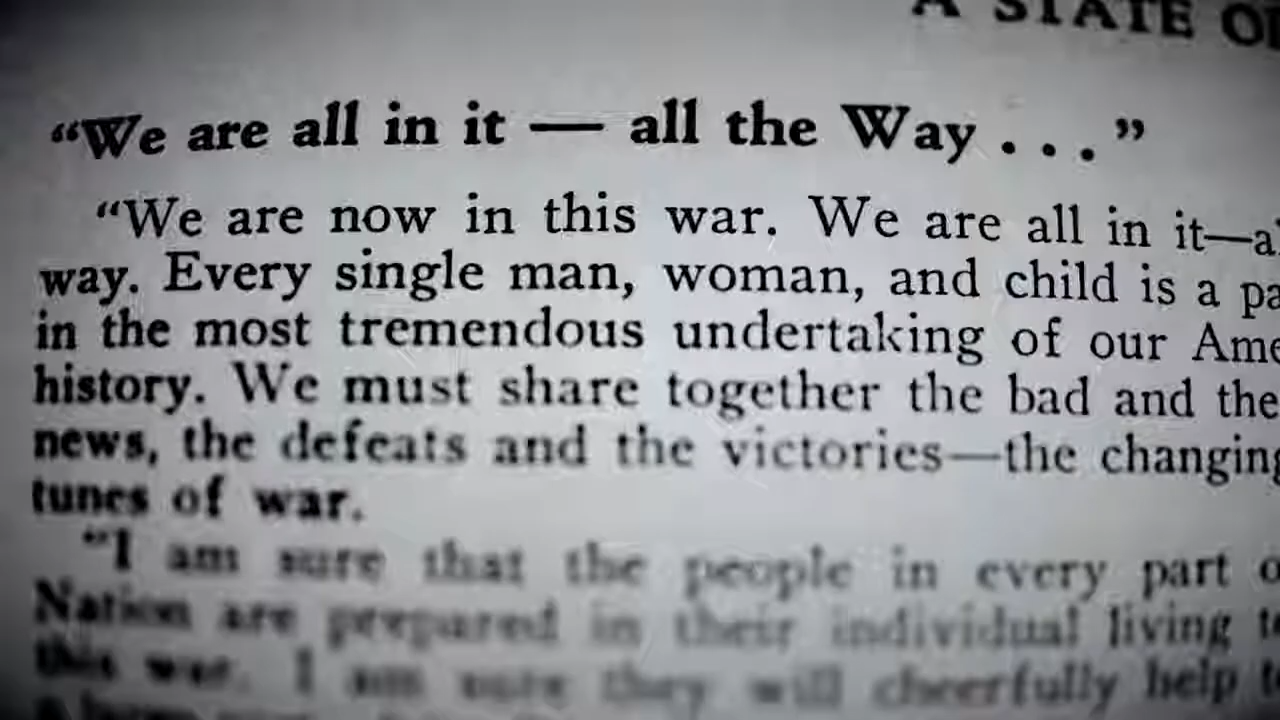 A STATE OF
“We are all in it — all the Way . . .”
“We are now in this war. We are all in it—al
way. Every single man, woman, and child is a pa
in the most tremendous undertaking of our Ame
history. We must share together the bad and the
news, the defeats and the victories—the changing
tunes of war.
“I am sure that the people in every part o
Nation are prepared in their individual living to
this war. I am sure they will cheerfully help to
a large